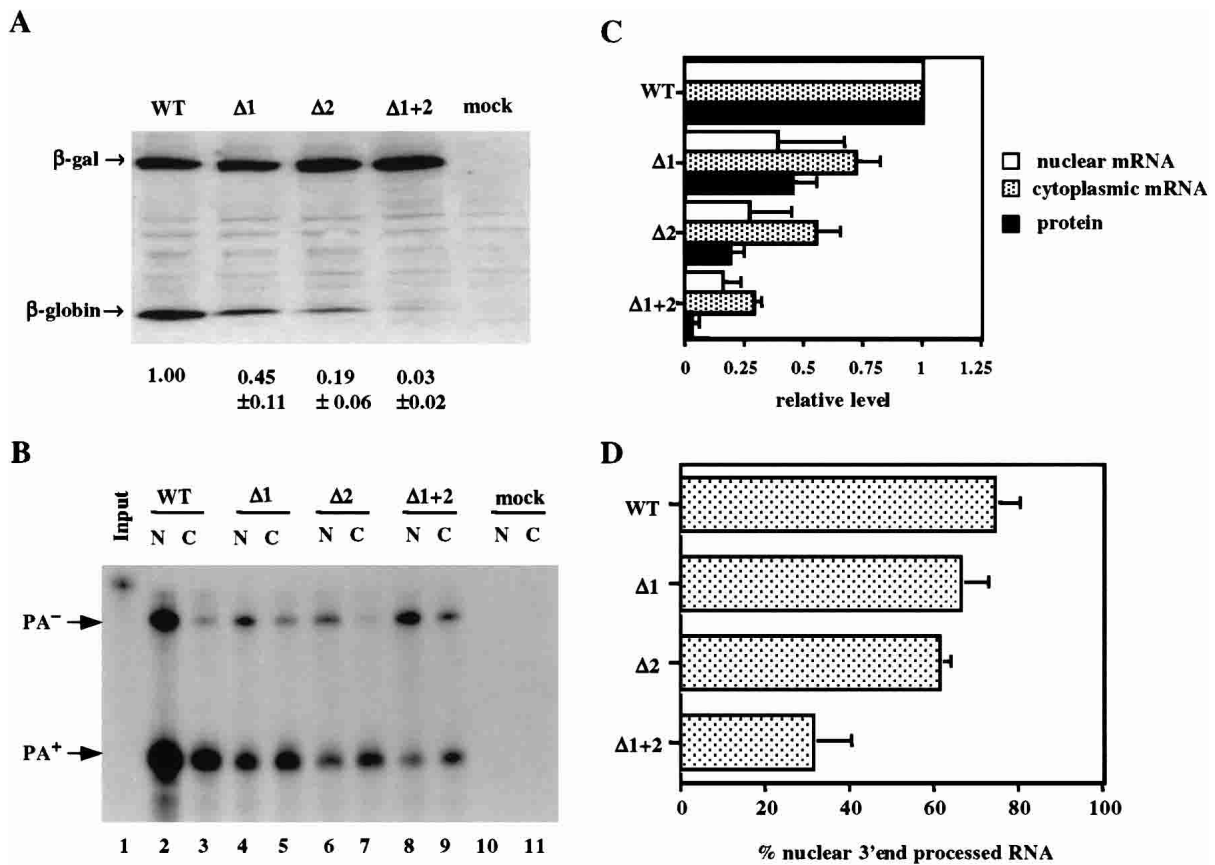 A
WT Δ1 Δ2 Δ1+2 mock
β-gal →
β-globin →
1.00 0.45 0.19 0.03
±0.11 ± 0.06 ±0.02
B
Input WT Δ1 Δ2 Δ1+2 mock
N C N C N C N C N C
PA⁻
PA⁺
1 2 3 4 5 6 7 8 9 10 11
C
WT
Δ1
Δ2
Δ1+2
0 0.25 0.5 0.75 1 1.25
relative level
nuclear mRNA
cytoplasmic mRNA
protein
D
WT
Δ1
Δ2
Δ1+2
0 20 40 60 80 100
% nuclear 3'end processed RNA